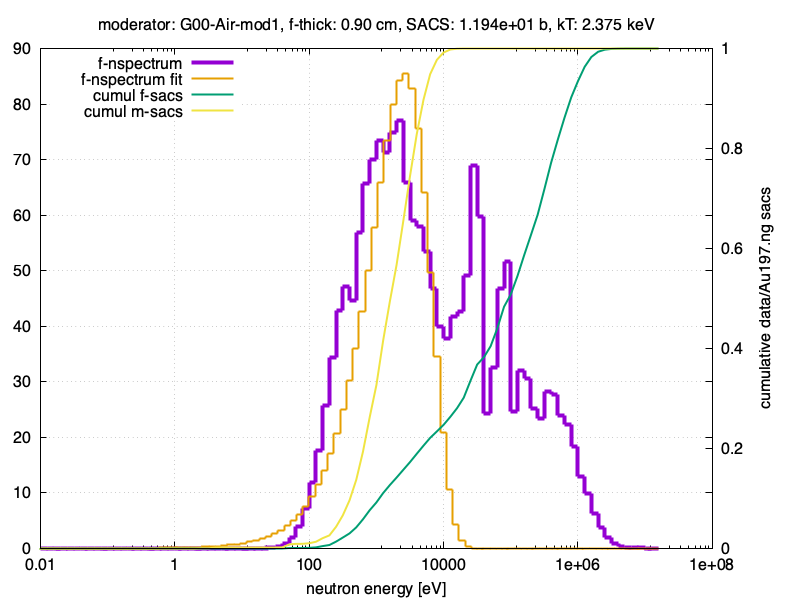 moderator: G00-Air-mod1, f-thick: 0.90 cm, SACS: 1.194e+01 b, kT: 2.375 keV
f-nspectrum
f-nspectrum fit
cumul f-sacs
cumul m-sacs
90
80
70
60
50
40
30
20
10
0
1
0.8
0.6
0.4
0.2
0
cumulative data/Au197.ng sacs
0.01 1 100 10000 1e+06 1e+08
neutron energy [eV]